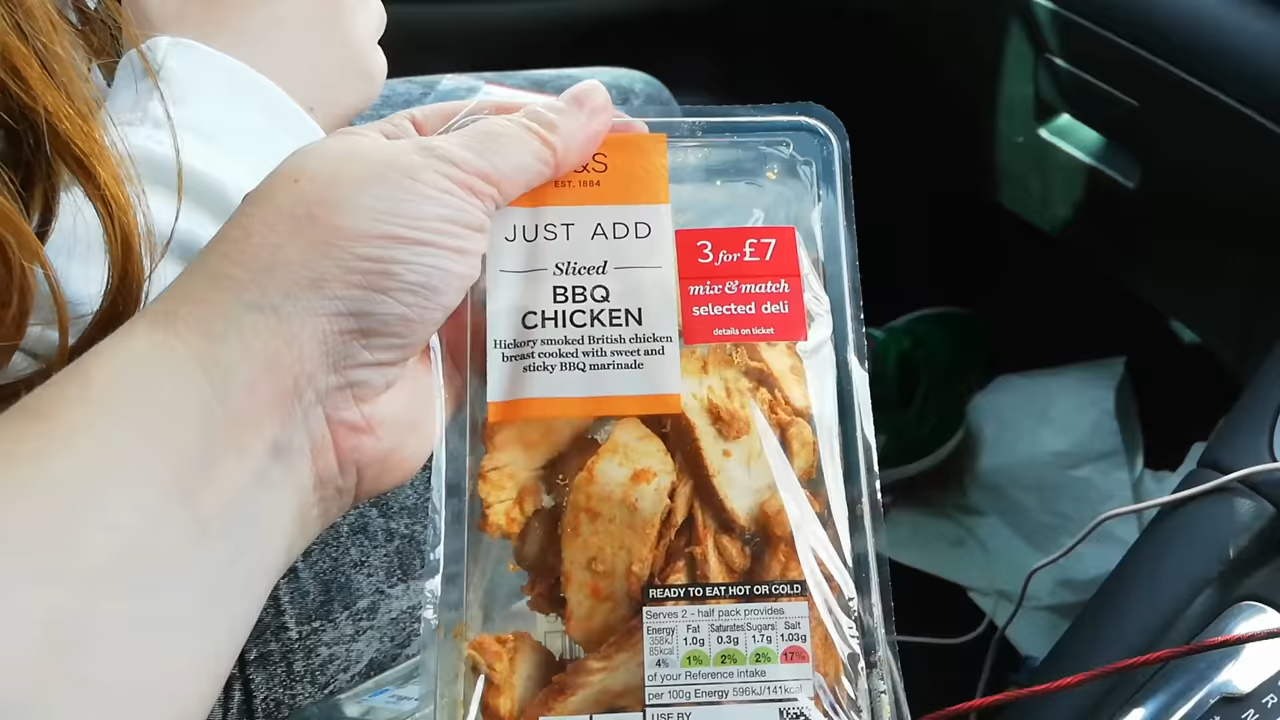 &S
EST. 1884
JUST ADD
Sliced
BBQ
CHICKEN
Hickory smoked British chicken
breast cooked with sweet and
sticky BBQ marinade
3 for £7
mix & match
selected deli
details on ticket
READY TO EAT HOT OR COLD
Serves 2 - half pack provides
Energy Fat Saturates Sugars Salt
358kJ 1.0g 0.3g 1.7g 1.03g
85kcal
4% 1% 2% 2% 17%
of your Reference intake
per 100g Energy 596kJ/141kcal
USE BY
R
N